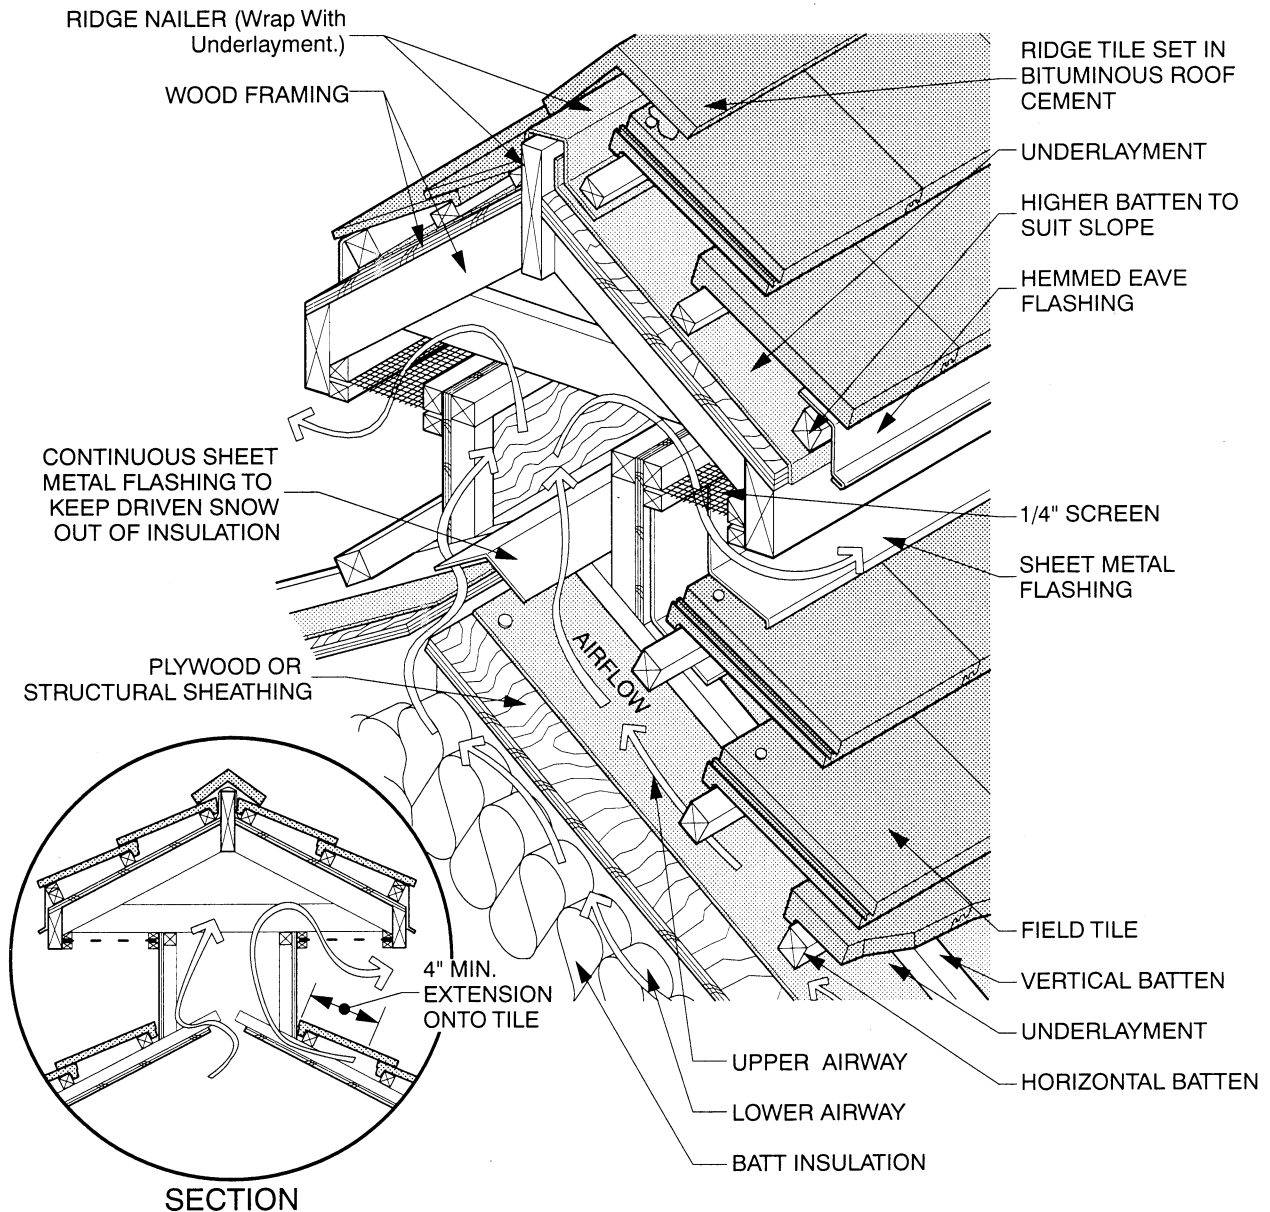 RIDGE NAILER (Wrap With
Underlayment.)
WOOD FRAMING
RIDGE TILE SET IN
BITUMINOUS ROOF
CEMENT
UNDERLAYMENT
HIGHER BATTEN TO
SUIT SLOPE
HEMMED EAVE
FLASHING
CONTINUOUS SHEET
METAL FLASHING TO
KEEP DRIVEN SNOW
OUT OF INSULATION
1/4" SCREEN
SHEET METAL
FLASHING
PLYWOOD OR
STRUCTURAL SHEATHING
AIRFLOW
4" MIN.
EXTENSION
ONTO TILE
FIELD TILE
VERTICAL BATTEN
UNDERLAYMENT
HORIZONTAL BATTEN
UPPER AIRWAY
LOWER AIRWAY
BATT INSULATION
SECTION